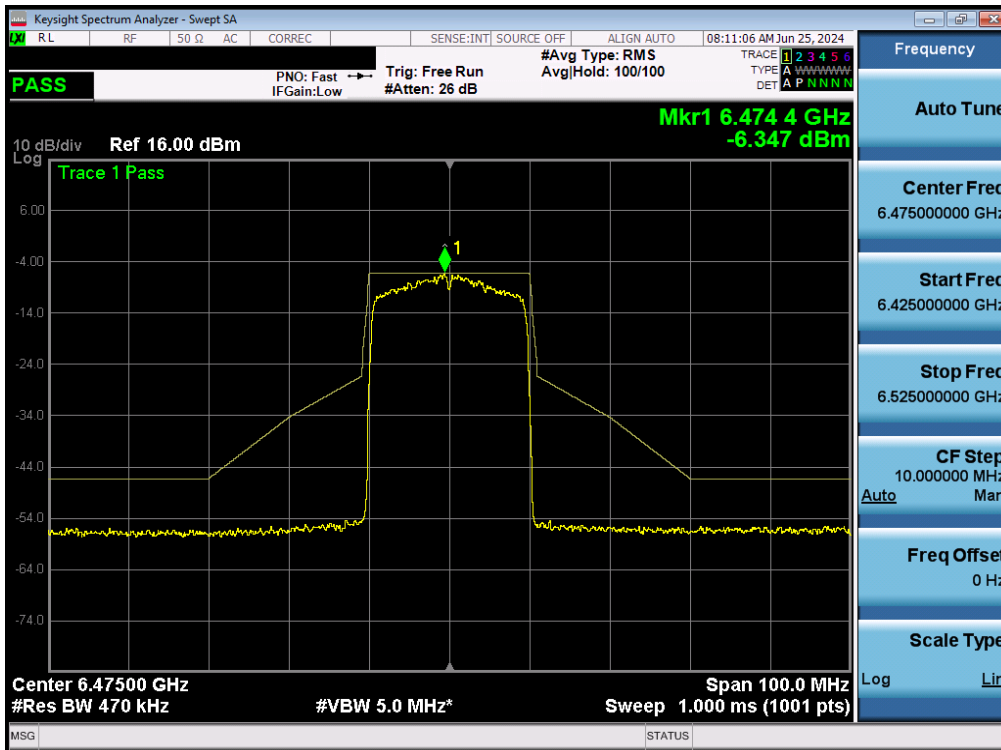 Keysight Spectrum Analyzer - Swept SA
LXI RL RF 50 Ω AC CORREC SENSE:INT SOURCE OFF ALIGN AUTO 08:11:06 AM Jun 25, 2024
PASS
PNO: Fast
IFGain:Low
Trig: Free Run
#Atten: 26 dB
#Avg Type: RMS
Avg|Hold: 100/100
TRACE 1 2 3 4 5 6
TYPE A WWWWW
DET A P N N N N
Mkr1 6.474 4 GHz
-6.347 dBm
10 dB/div Ref 16.00 dBm
Log
Trace 1 Pass
1
6.00
-4.00
-14.0
-24.0
-34.0
-44.0
-54.0
-64.0
-74.0
Center 6.47500 GHz Span 100.0 MHz
#Res BW 470 kHz #VBW 5.0 MHz* Sweep 1.000 ms (1001 pts)
MSG STATUS
Frequency
Auto Tune
Center Freq
6.475000000 GHz
Start Freq
6.425000000 GHz
Stop Freq
6.525000000 GHz
CF Step
10.000000 MHz
Auto Man
Freq Offset
0 Hz
Scale Type
Log Lin